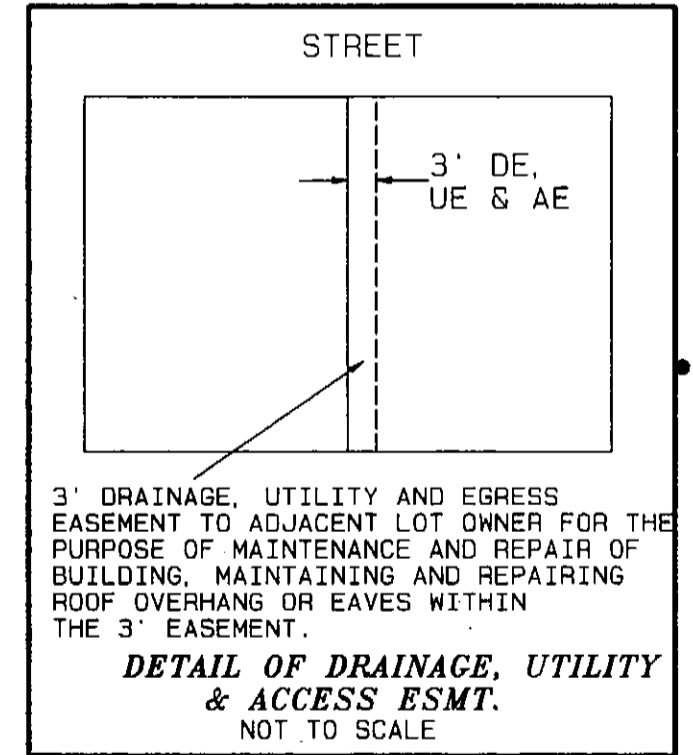 STREET
3' DE,
UE & AE
3' DRAINAGE, UTILITY AND EGRESS
EASEMENT TO ADJACENT LOT OWNER FOR THE
PURPOSE OF MAINTENANCE AND REPAIR OF
BUILDING, MAINTAINING AND REPAIRING
ROOF OVERHANG OR EAVES WITHIN
THE 3' EASEMENT.
DETAIL OF DRAINAGE, UTILITY
& ACCESS ESMT.
NOT TO SCALE